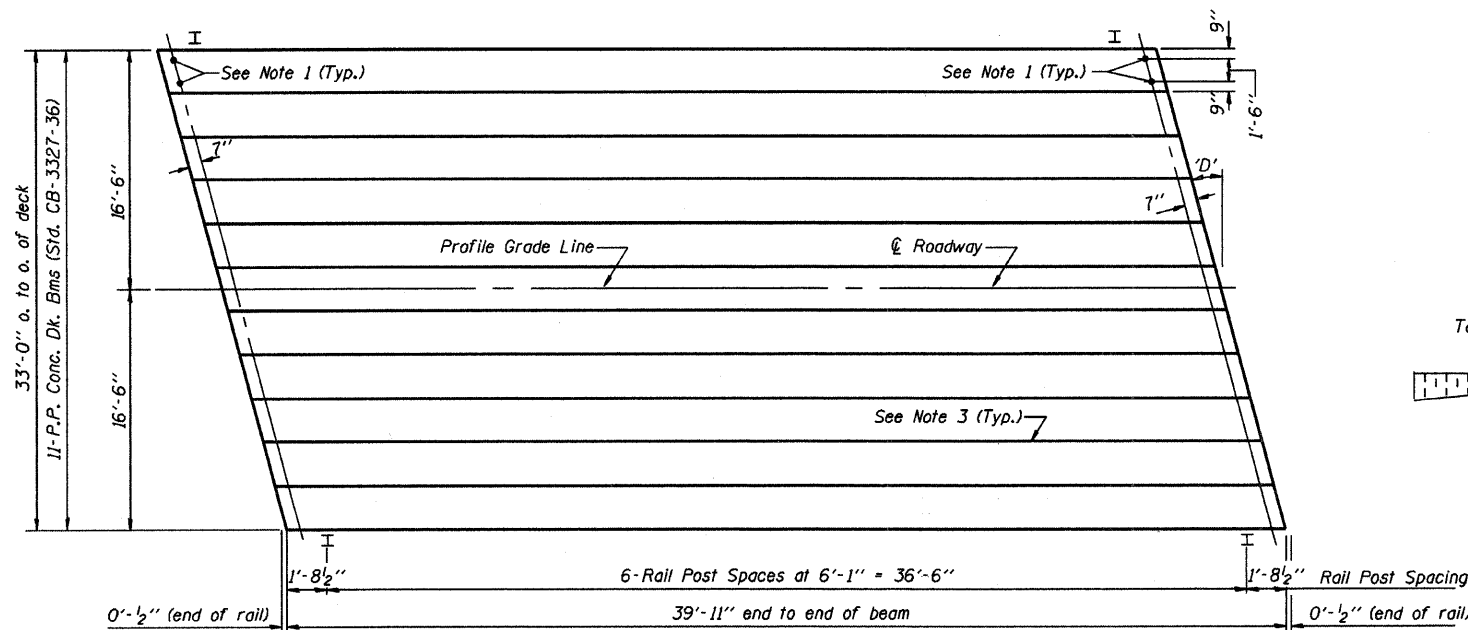 I
I
9"
See Note 1 (Typ.)
See Note 1 (Typ.)
9"
1'-6"
33'-0" o. to o. of deck
11-P.P. Conc. Dk. Bms (Std. CB-3327-36)
16'-6"
7"
'D'
7"
Profile Grade Line
℄ Roadway
16'-6"
See Note 3 (Typ.)
I
I
1'-8½"
6-Rail Post Spaces at 6'-1" = 36'-6"
1'-8½"
Rail Post Spacing
0'-½" (end of rail)
39'-11" end to end of beam
0'-½" (end of rail)